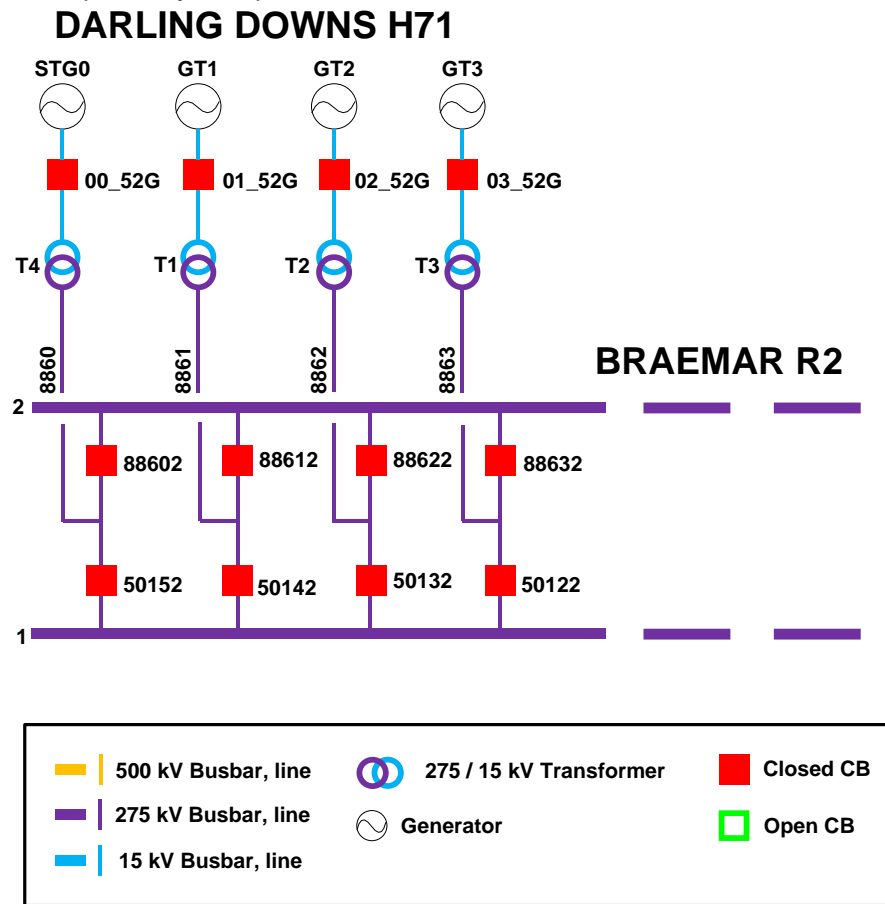 DARLING DOWNS H71
STG0 GT1 GT2 GT3
00_52G 01_52G 02_52G 03_52G
T4 T1 T2 T3
8860 8861 8862 8863
BRAEMAR R2
2
88602 88612 88622 88632
50152 50142 50132 50122
1
500 kV Busbar, line
275 / 15 kV Transformer
Closed CB
275 kV Busbar, line
Generator
Open CB
15 kV Busbar, line